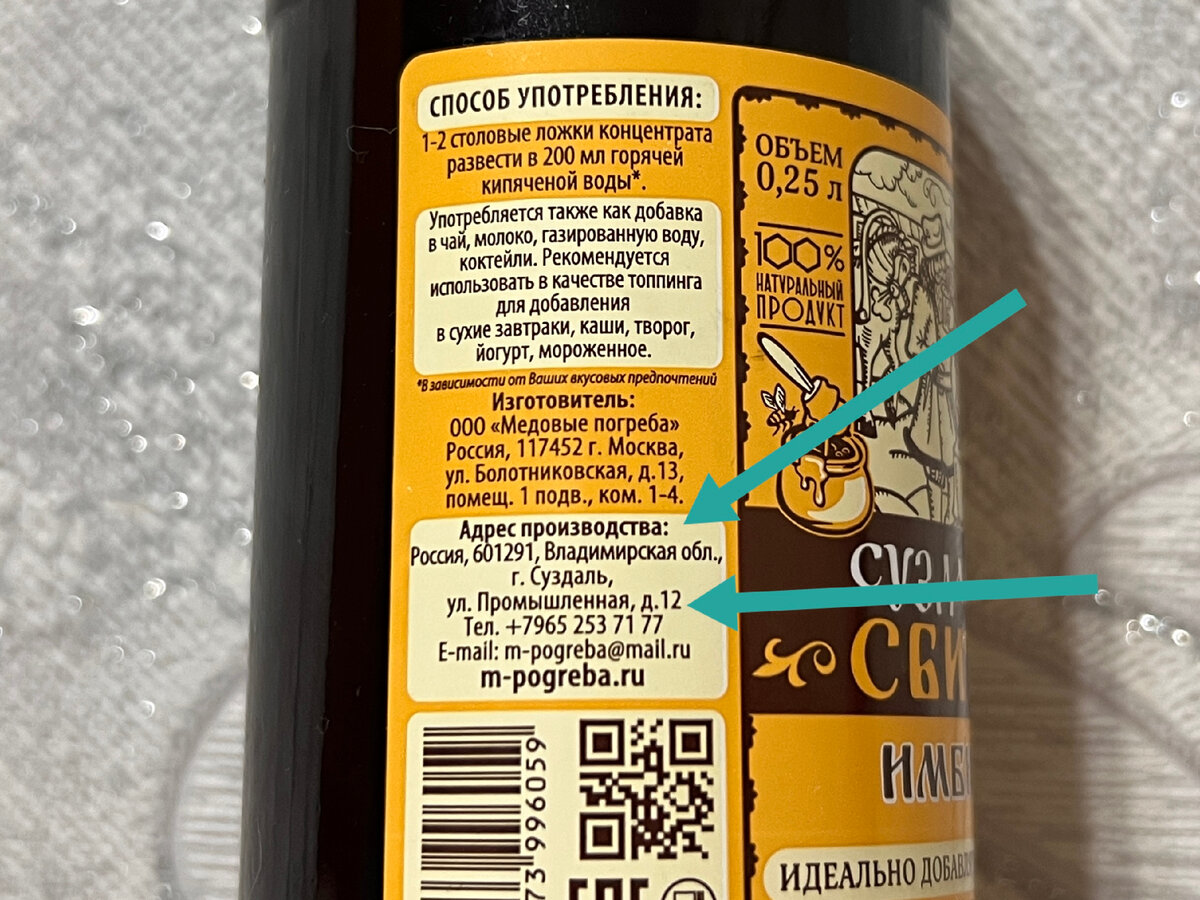 СПОСОБ УПОТРЕБЛЕНИЯ:
1-2 столовые ложки концентрата
развести в 200 мл горячей
кипяченой воды*.
Употребляется также как добавка
в чай, молоко, газированную воду,
коктейли. Рекомендуется
использовать в качестве топпинга
для добавления
в сухие завтраки, каши, творог,
йогурт, мороженное.
*В зависимости от Ваших вкусовых предпочтений
Изготовитель:
ООО «Медовые погреба»
Россия, 117452 г. Москва,
ул. Болотниковская, д.13,
помещ. 1 подв., ком. 1-4.
Адрес производства:
Россия, 601291, Владимирская обл.,
г. Суздаль,
ул. Промышленная, д.12
Тел. +7965 253 71 77
E-mail: m-pogreba@mail.ru
m-pogreba.ru
73996059
EAC
ОБЪЕМ
0,25 л
100%
НАТУРАЛЬНЫЙ
ПРОДУКТ
СУЗД
СБИ
ИМБ
ИДЕАЛЬНО ДОБАВЛ